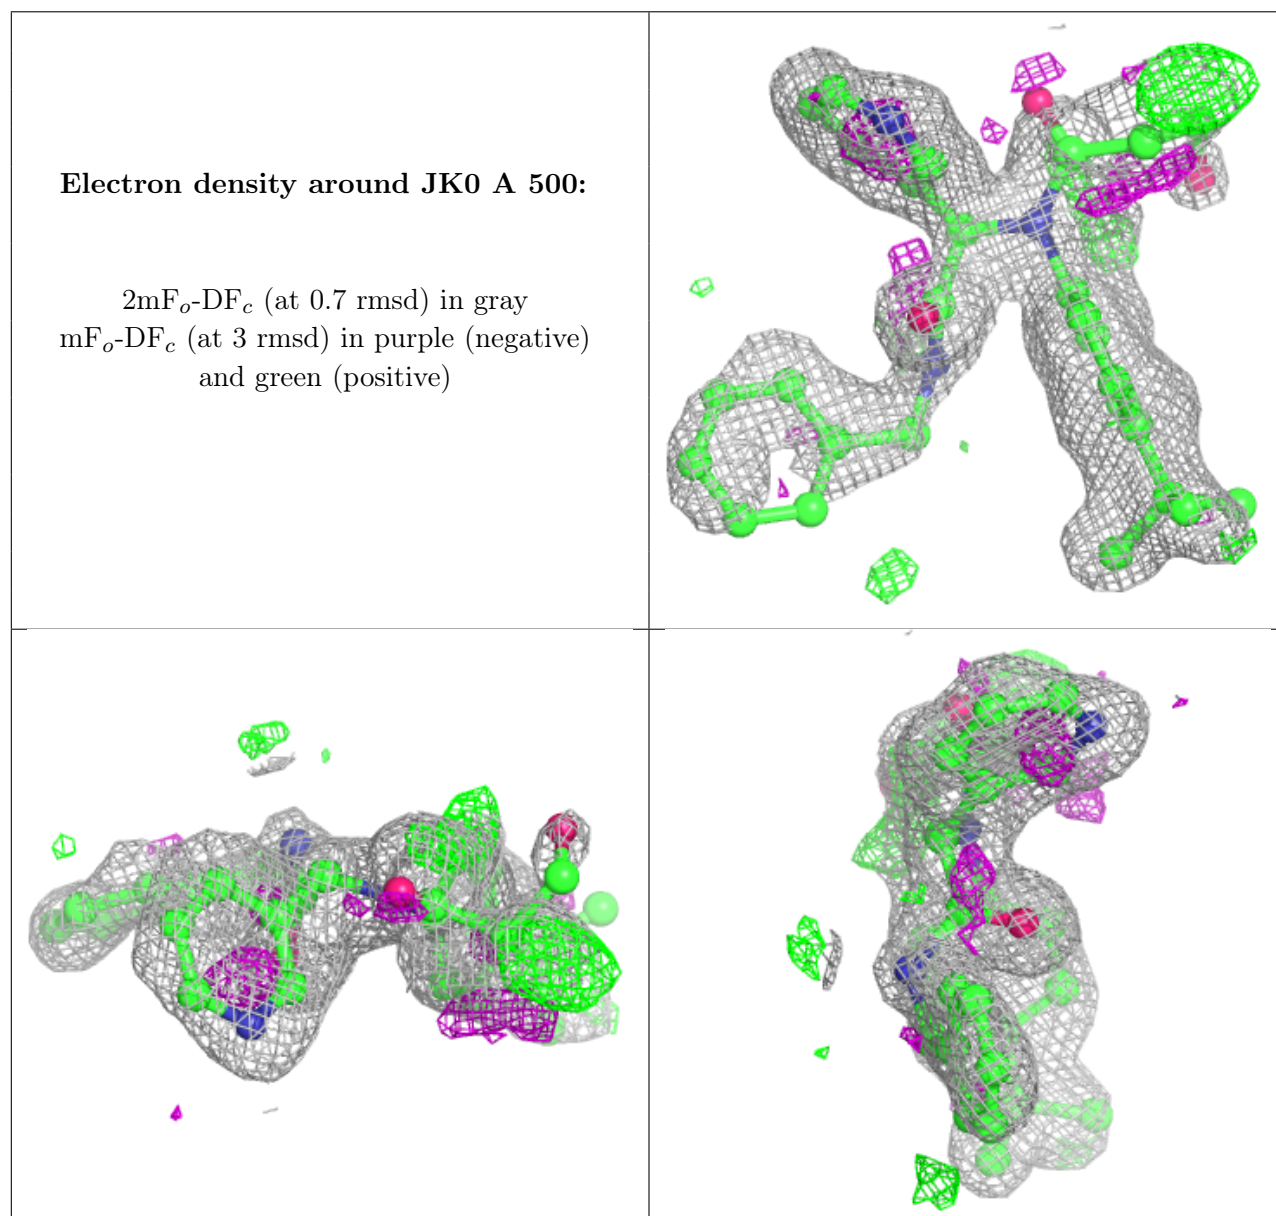 Electron density around JK0 A 500:
2mFo-DFc (at 0.7 rmsd) in gray
mFo-DFc (at 3 rmsd) in purple (negative)
and green (positive)